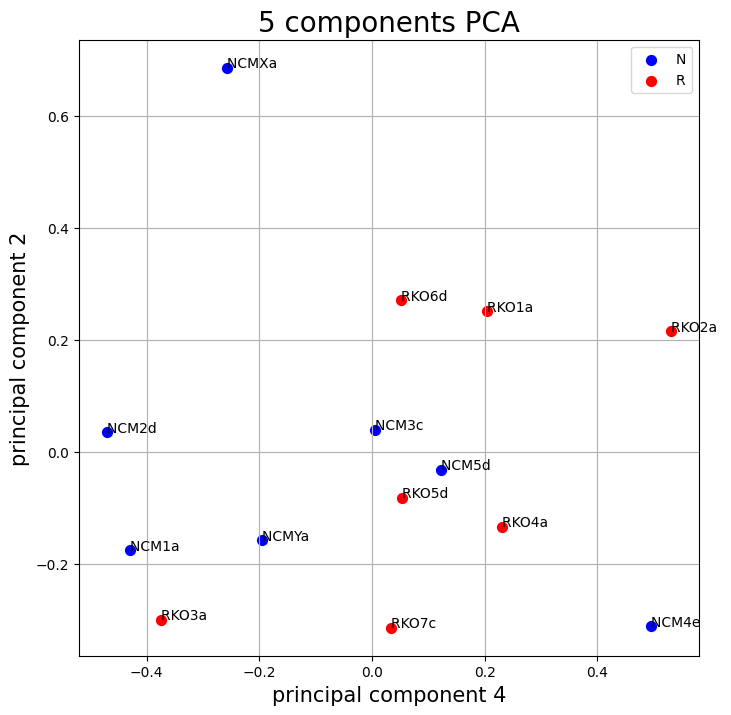 5 components PCA
N
R
NCMXa
RKO6d
RKO1a
RKO2a
NCM2d
NCM3c
NCM5d
RKO5d
RKO4a
NCM1a
NCMYa
RKO3a
RKO7c
NCM4e
0.6
0.4
0.2
0.0
−0.2
principal component 2
−0.4
−0.2
0.0
0.2
0.4
principal component 4